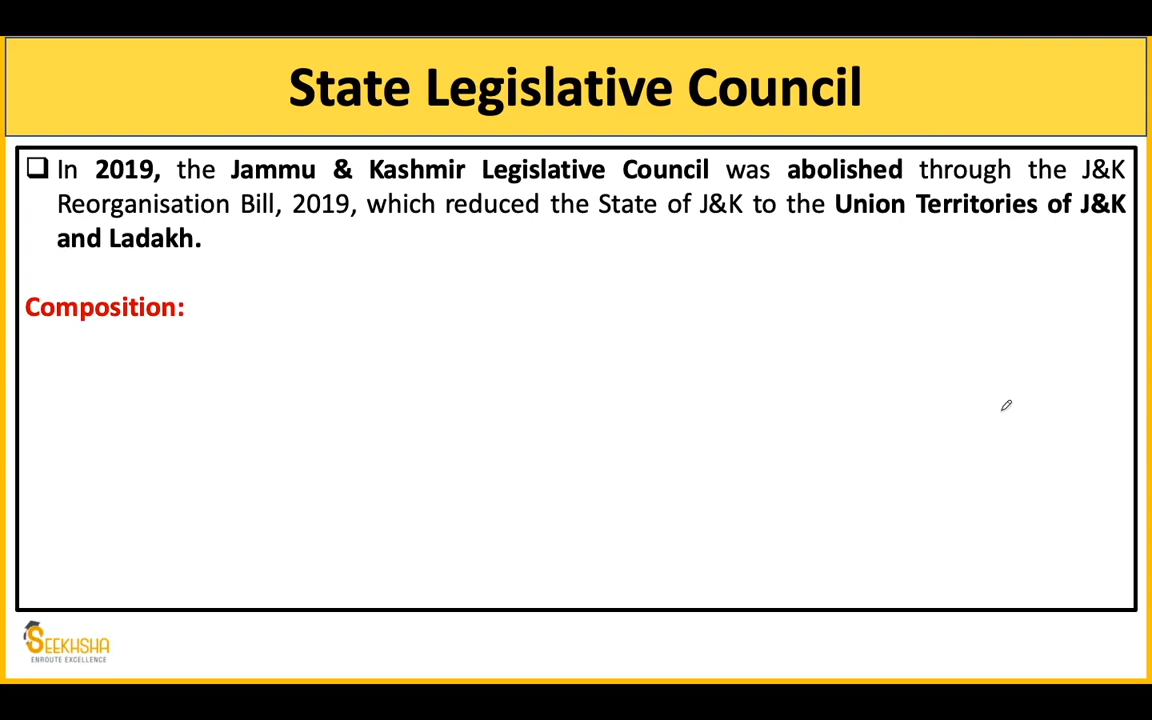 State Legislative Council
❑ In 2019, the Jammu & Kashmir Legislative Council was abolished through the J&K
Reorganisation Bill, 2019, which reduced the State of J&K to the Union Territories of J&K
and Ladakh.
Composition:
SEEKHSHA
ENROUTE EXCELLENCE